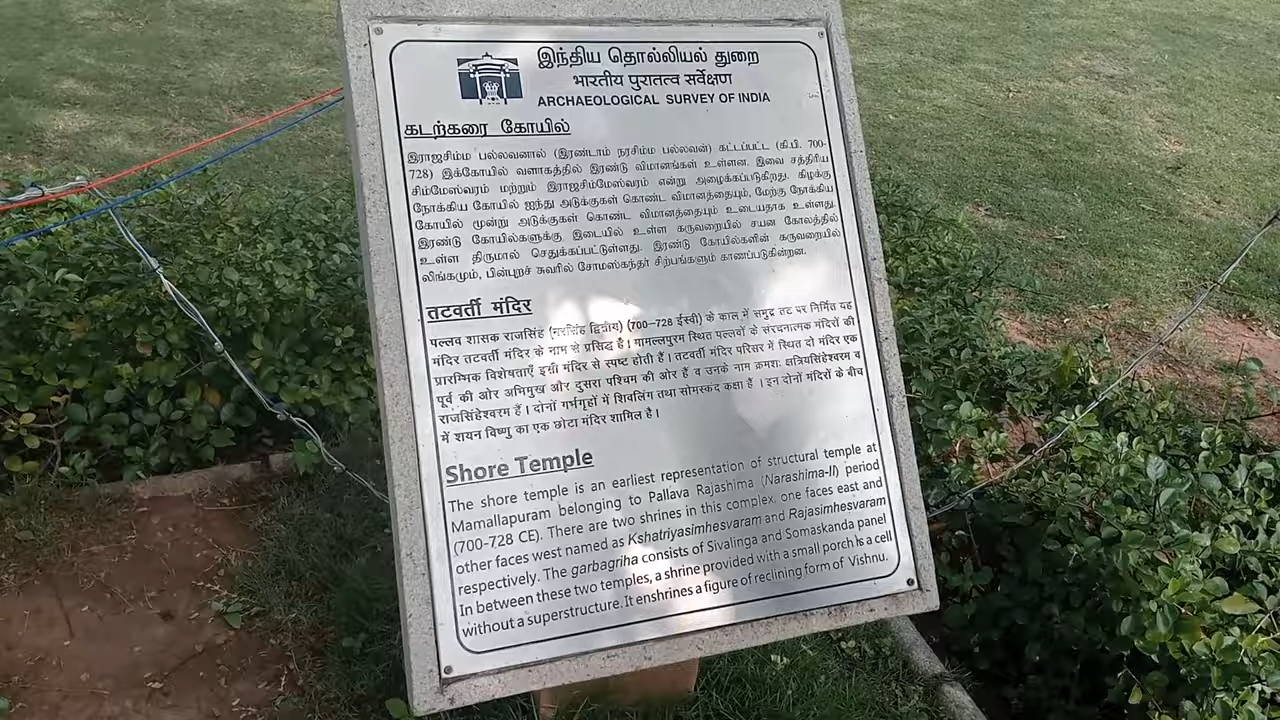 இந்திய தொல்லியல் துறை
भारतीय पुरातत्व सर्वेक्षण
ARCHAEOLOGICAL SURVEY OF INDIA
கடற்கரை கோயில்
இராஜசிம்ம பல்லவனால் (இரண்டாம் நரசிம்ம பல்லவன்) கட்டப்பட்ட (கி.பி. 700-
728) இக்கோயில் வளாகத்தில் இரண்டு விமானங்கள் உள்ளன. இவை சத்திரிய
சிம்மேஸ்வரம் மற்றும் இராஜசிம்மேஸ்வரம் என்று அழைக்கப்படுகிறது. கிழக்கு
நோக்கிய கோயில் ஐந்து அடுக்குகள் கொண்ட விமானத்தையும், மேற்கு நோக்கிய
கோயில் மூன்று அடுக்குகள் கொண்ட விமானத்தையும் உடையதாக உள்ளது.
இரண்டு கோயில்களுக்கு இடையில் உள்ள கருவறையில் சயன கோலத்தில்
உள்ள திருமால் செதுக்கப்பட்டுள்ளது. இரண்டு கோயில்களின் கருவறையில்
லிங்கமும், பின்புறச் சுவரில் சோமஸ்கந்தர் சிற்பங்களும் காணப்படுகின்றன.
तटवर्ती मंदिर
पल्लव शासक राजसिंह (नरसिंह द्वितीय) (700–728 ईस्वी) के काल में समुद्र तट पर निर्मित यह
मंदिर तटवर्ती मंदिर के नाम से प्रसिद्ध है। मामल्लपुरम स्थित पल्लवों के संरचनात्मक मंदिरों की
प्रारम्भिक विशेषताएँ इसी मंदिर से स्पष्ट होती हैं। तटवर्ती मंदिर परिसर में स्थित दो मंदिर एक
पूर्व की ओर अभिमुख और दुसरा पश्चिम की ओर हैं व उनके नाम क्रमशः क्षत्रियसिंहेश्वरम व
राजसिंहेश्वरम हैं। दोनों गर्भगृहों में शिवलिंग तथा सोमस्कंद कक्ष हैं। इन दोनों मंदिरों के बीच
में शयन विष्णु का एक छोटा मंदिर शामिल है।
Shore Temple
The shore temple is an earliest representation of structural temple at
Mamallapuram belonging to Pallava Rajashima (Narashima-II) period
(700-728 CE). There are two shrines in this complex, one faces east and
other faces west named as Kshatriyasimhesvaram and Rajasimhesvaram
respectively. The garbagriha consists of Sivalinga and Somaskanda panel
In between these two temples, a shrine provided with a small porch is a cell
without a superstructure. It enshrines a figure of reclining form of Vishnu.